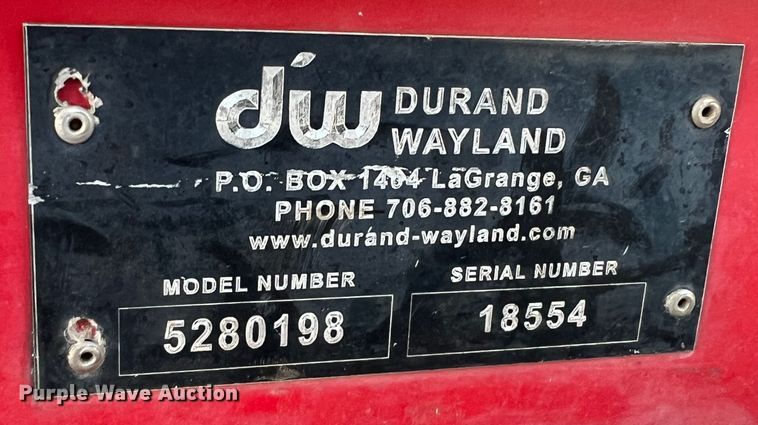 dw DURAND
WAYLAND
P.O. BOX 1404 LaGrange, GA
PHONE 706-882-8161
www.durand-wayland.com
MODEL NUMBER
5280198
SERIAL NUMBER
18554
Purple Wave Auction